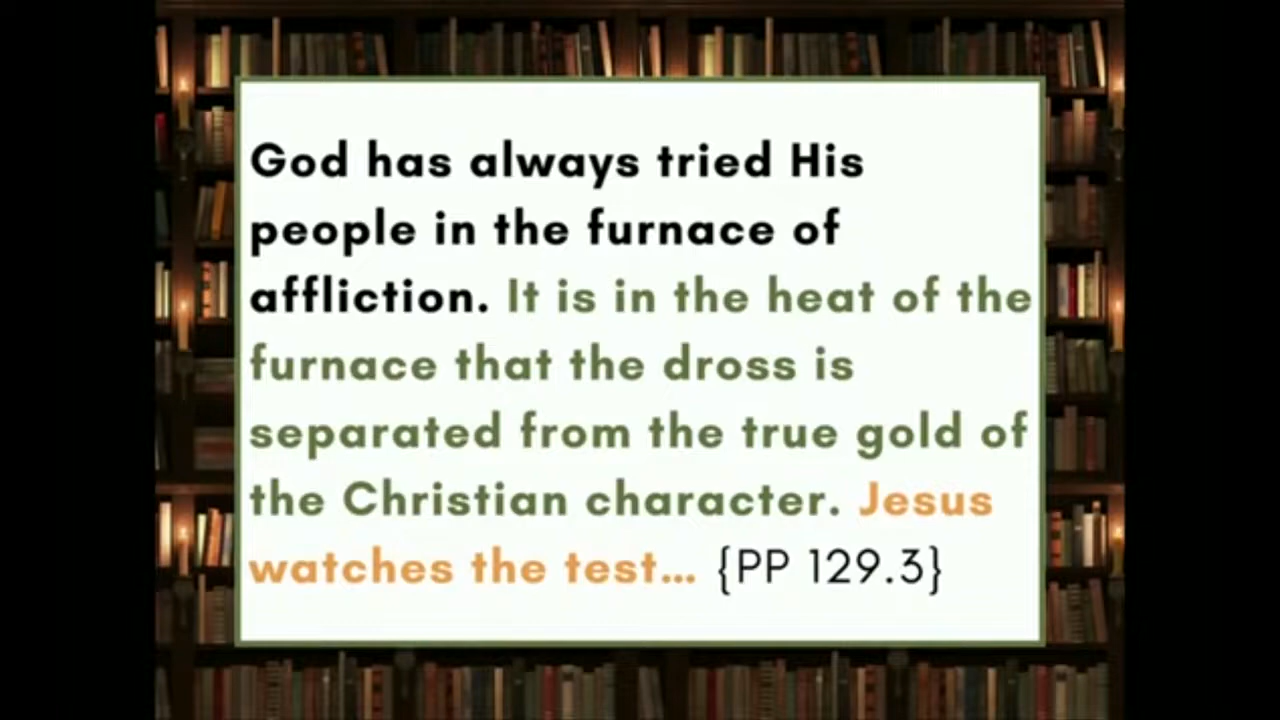 God has always tried His
people in the furnace of
affliction. It is in the heat of the
furnace that the dross is
separated from the true gold of
the Christian character. Jesus
watches the test... {PP 129.3}